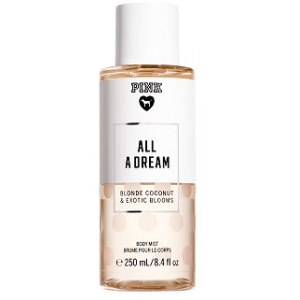 PINK
ALL
A DREAM
BLONDE COCONUT
& EXOTIC BLOOMS
BODY MIST
BRUME POUR LE CORPS
℮ 250 mL/8.4 fl oz